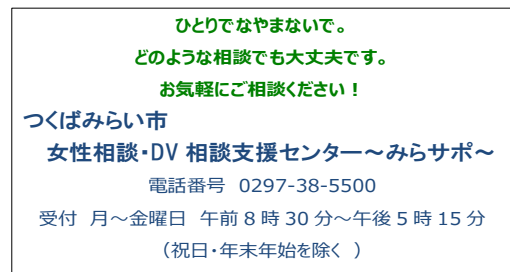 ひとりでなやまないで。
どのような相談でも大丈夫です。
お気軽にご相談ください！
つくばみらい市
女性相談・DV 相談支援センター～みらサポ～
電話番号 0297-38-5500
受付 月～金曜日 午前 8 時 30 分～午後 5 時 15 分
（祝日・年末年始を除く ）